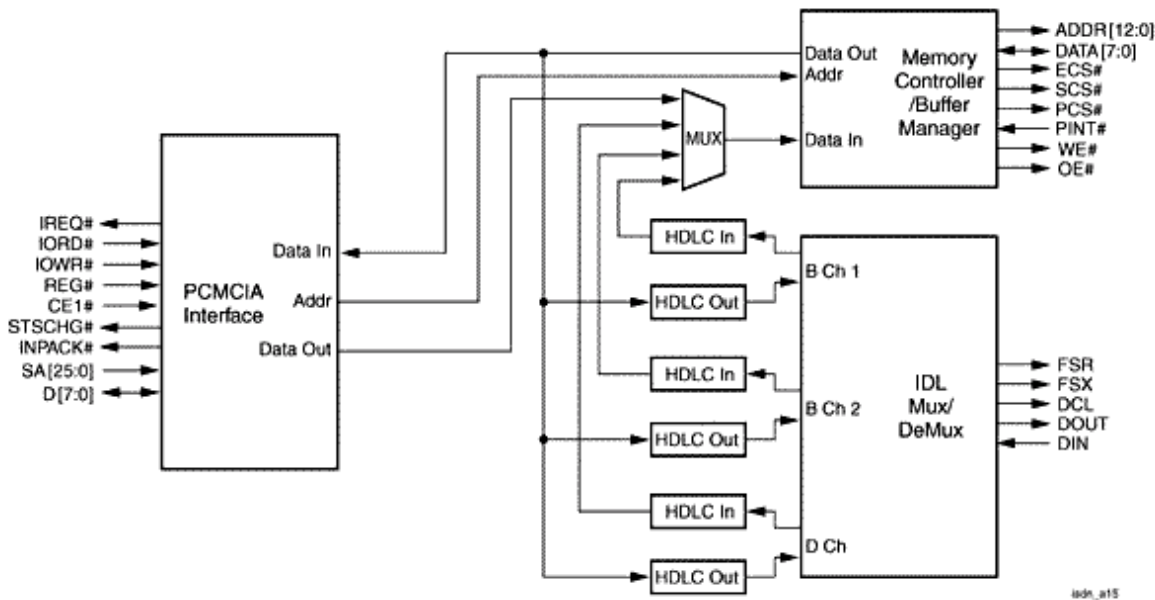 ADDR[12:0]
DATA[7:0]
ECS#
SCS#
PCS#
PINT#
WE#
OE#
Data Out
Addr
Data In
Memory
Controller
/Buffer
Manager
MUX
IREQ#
IORD#
IOWR#
REG#
CE1#
STSCHG#
INPACK#
SA[25:0]
D[7:0]
PCMCIA
Interface
Data In
Addr
Data Out
HDLC In
HDLC Out
HDLC In
HDLC Out
HDLC In
HDLC Out
B Ch 1
B Ch 2
D Ch
IDL
Mux/
DeMux
FSR
FSX
DCL
DOUT
DIN
isdn_a15